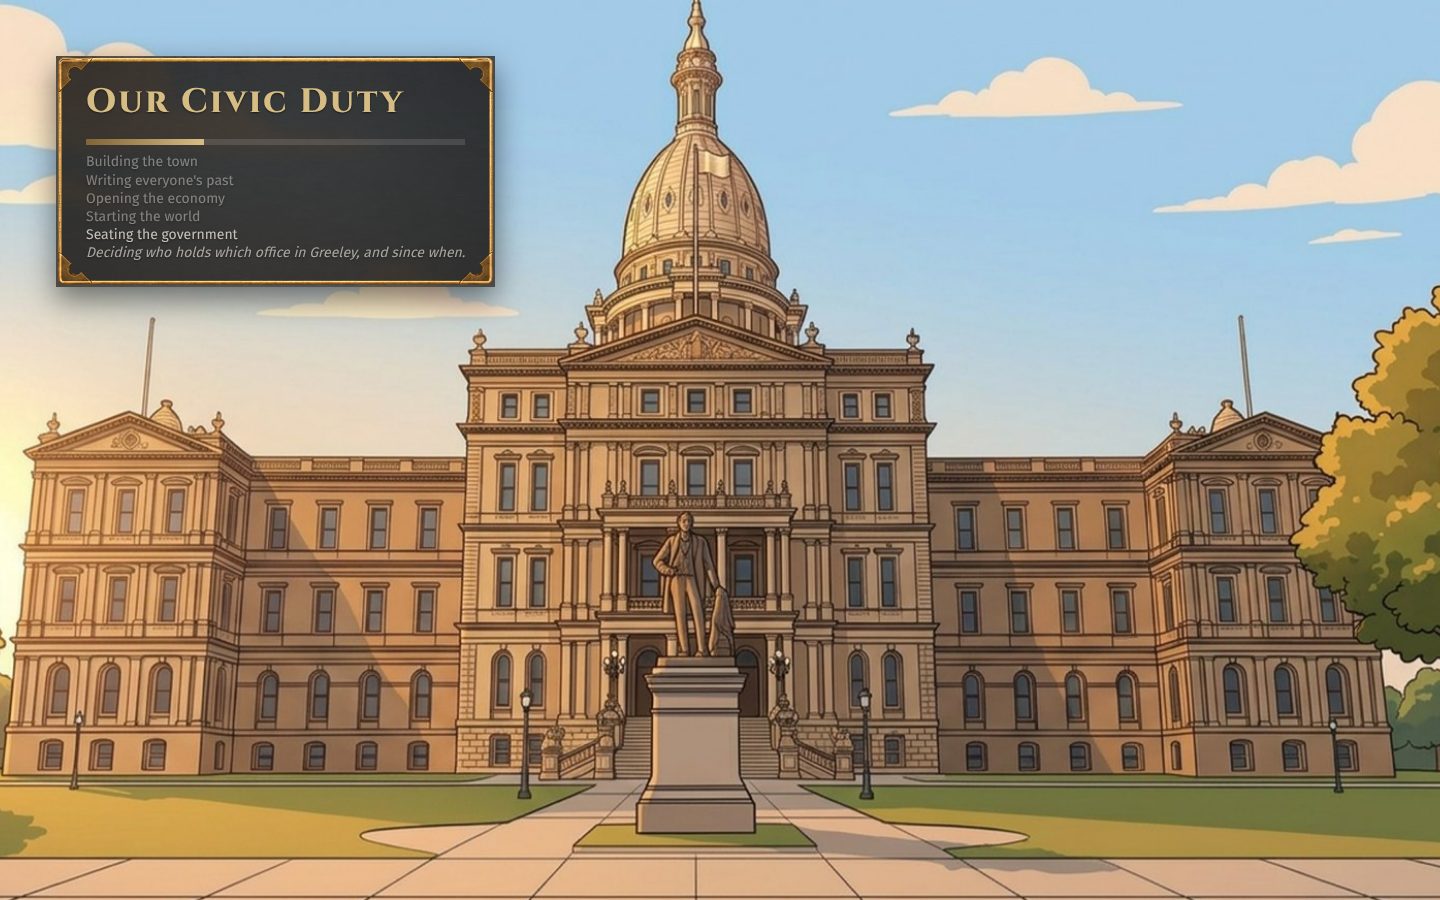 Our Civic Duty
Building the town
Writing everyone's past
Opening the economy
Starting the world
Seating the government
Deciding who holds which office in Greeley, and since when.